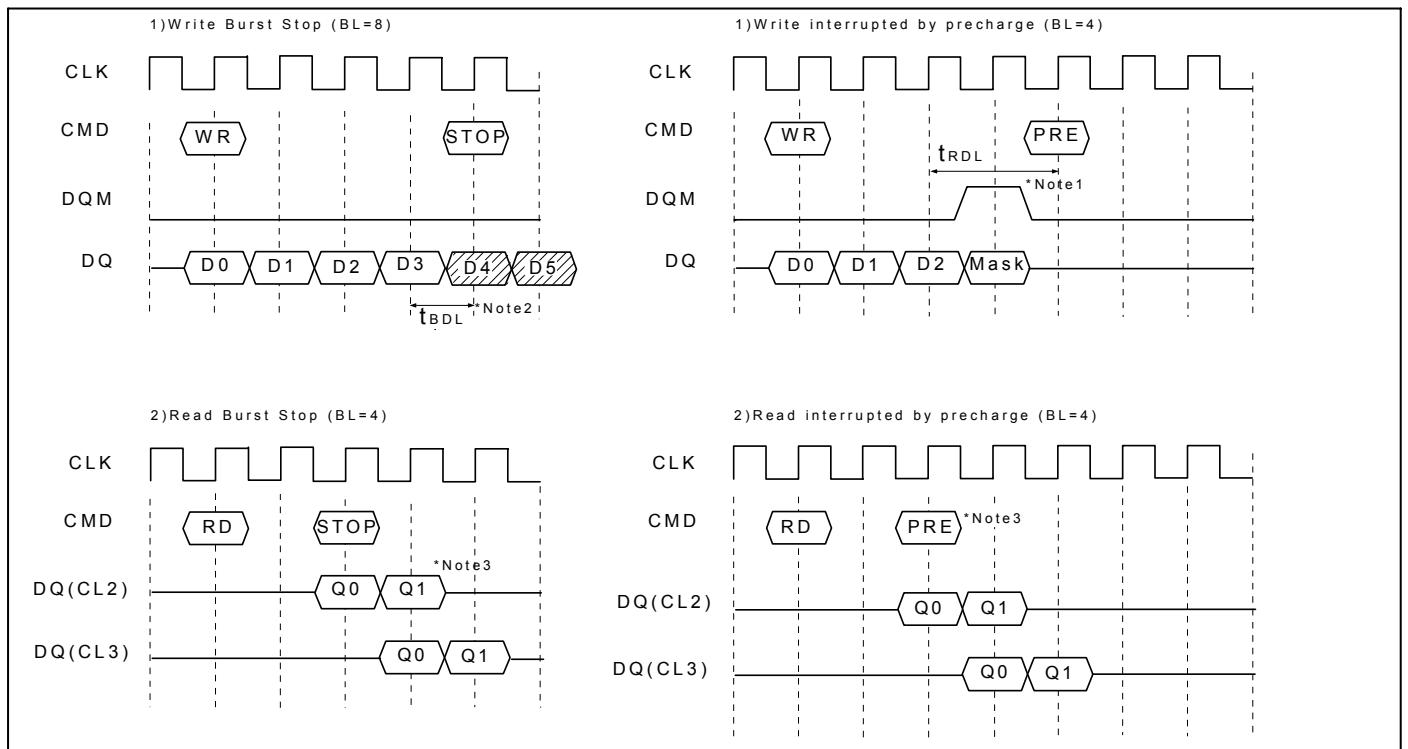 1)Write Burst Stop (BL=8)
CLK
CMD WR STOP
DQM
DQ D0 D1 D2 D3 D4 D5
tBDL *Note2
1)Write interrupted by precharge (BL=4)
CLK
CMD WR PRE
tRDL
*Note1
DQM
DQ D0 D1 D2 Mask
2)Read Burst Stop (BL=4)
CLK
CMD RD STOP
*Note3
DQ(CL2) Q0 Q1
DQ(CL3) Q0 Q1
2)Read interrupted by precharge (BL=4)
CLK
CMD RD PRE *Note3
DQ(CL2) Q0 Q1
DQ(CL3) Q0 Q1